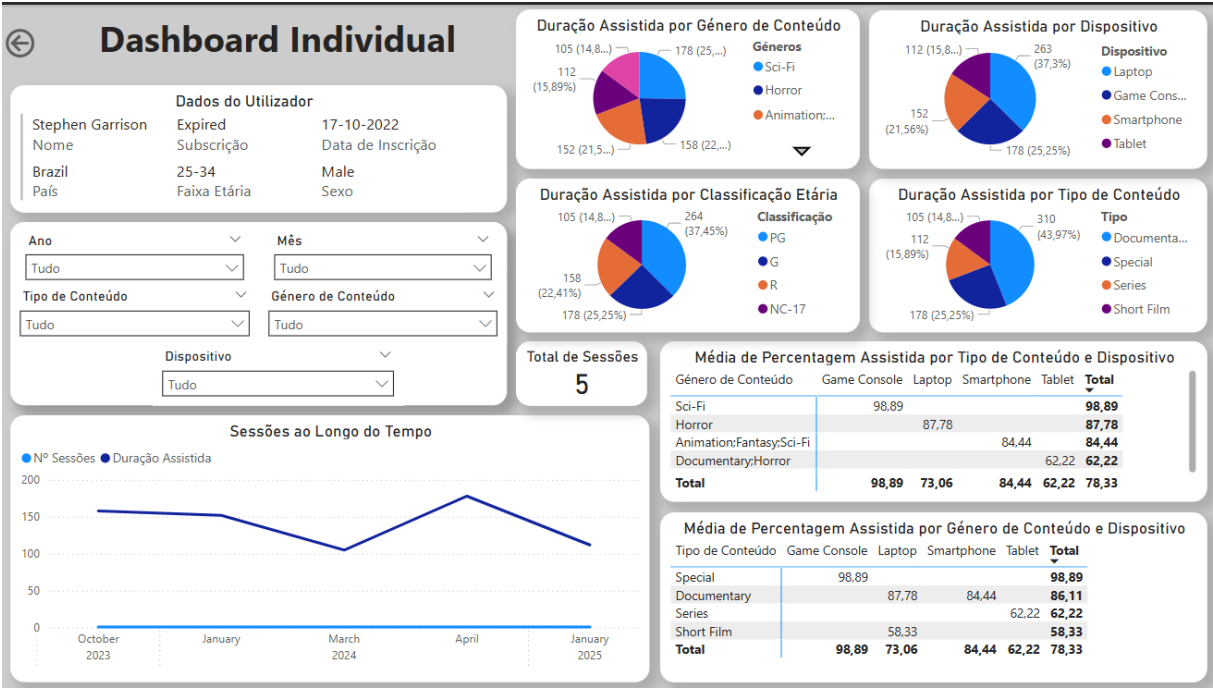 Dashboard Individual
Dados do Utilizador
Stephen Garrison Expired 17-10-2022
Nome Subscrição Data de Inscrição
Brazil 25-34 Male
País Faixa Etária Sexo
Ano Mês
Tudo Tudo
Tipo de Conteúdo Género de Conteúdo
Tudo Tudo
Dispositivo
Tudo
Duração Assistida por Género de Conteúdo
105 (14,8...) 178 (25,...)
112
(15,89%)
152 (21,5...) 158 (22,...)
Géneros
Sci-Fi
Horror
Animation;...
Duração Assistida por Dispositivo
112 (15,8...) 263
(37,3%)
152
(21,56%)
178 (25,25%)
Dispositivo
Laptop
Game Cons...
Smartphone
Tablet
Duração Assistida por Classificação Etária
105 (14,8...) 264
(37,45%)
158
(22,41%)
178 (25,25%)
Classificação
PG
G
R
NC-17
Duração Assistida por Tipo de Conteúdo
105 (14,8...) 310
(43,97%)
112
(15,89%)
178 (25,25%)
Tipo
Documenta...
Special
Series
Short Film
Total de Sessões
5
Sessões ao Longo do Tempo
Nº Sessões Duração Assistida
200
150
100
50
0
October January March April January
2023 2024 2025
Média de Percentagem Assistida por Tipo de Conteúdo e Dispositivo
Género de Conteúdo Game Console Laptop Smartphone Tablet Total
Sci-Fi 98,89 98,89
Horror 87,78 87,78
Animation;Fantasy;Sci-Fi 84,44 84,44
Documentary;Horror 62,22 62,22
Total 98,89 73,06 84,44 62,22 78,33
Média de Percentagem Assistida por Género de Conteúdo e Dispositivo
Tipo de Conteúdo Game Console Laptop Smartphone Tablet Total
Special 98,89 98,89
Documentary 87,78 84,44 86,11
Series 62,22 62,22
Short Film 58,33 58,33
Total 98,89 73,06 84,44 62,22 78,33